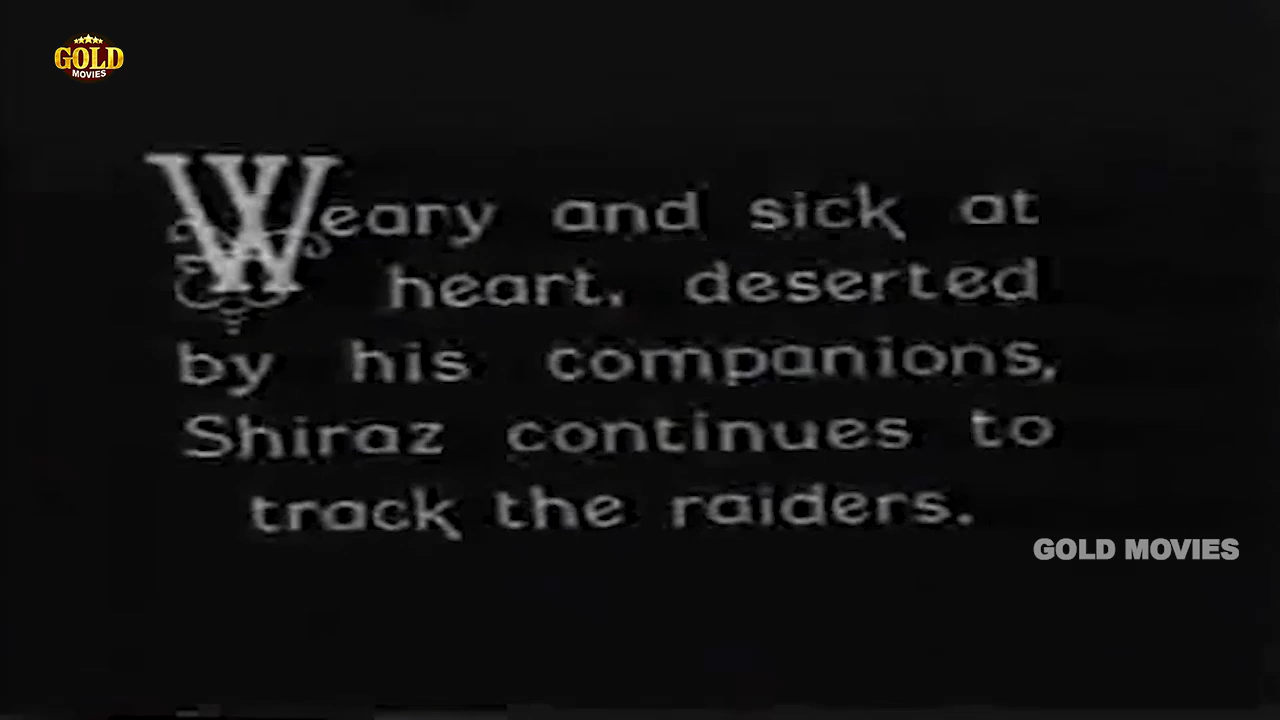 GOLD
MOVIES
Weary and sick at
heart, deserted
by his companions,
Shiraz continues to
track the raiders.
GOLD MOVIES